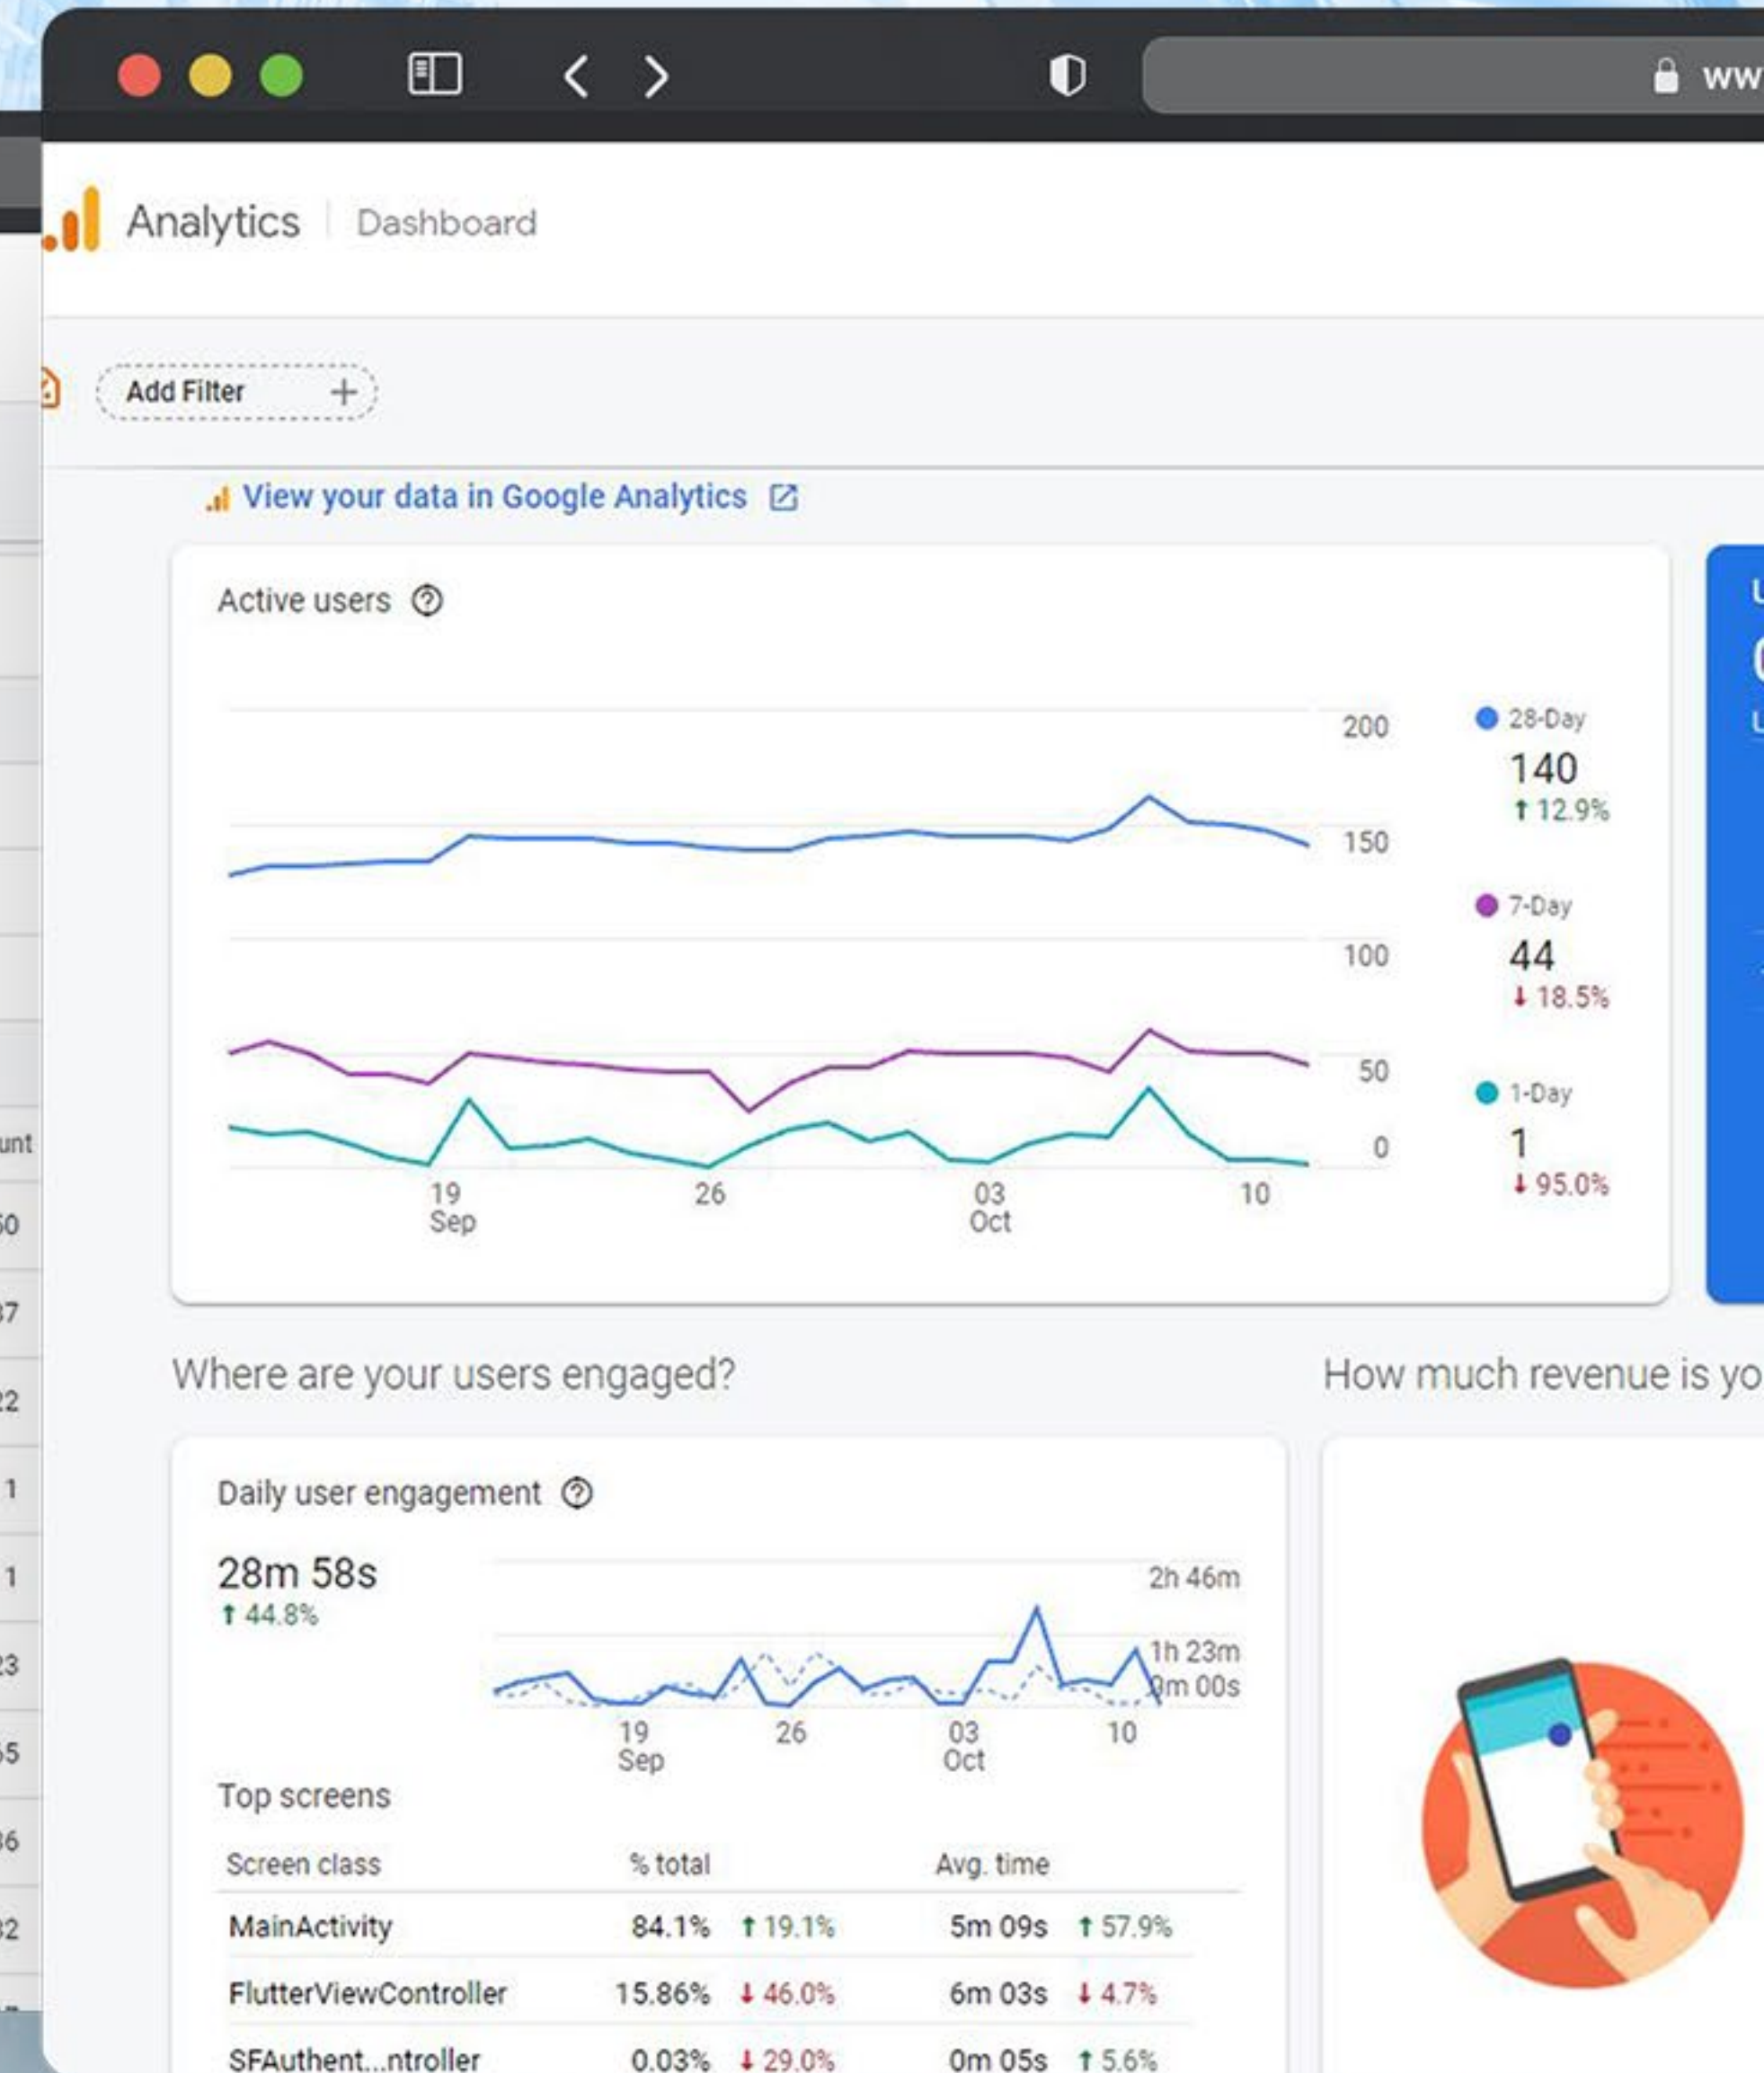 ww
Analytics
Dashboard
Add Filter +
View your data in Google Analytics
Active users
200
150
100
50
0
19
Sep
26
03
Oct
10
28-Day
140
↑ 12.9%
7-Day
44
↓ 18.5%
1-Day
1
↓ 95.0%
Where are your users engaged?
How much revenue is yo
Daily user engagement
28m 58s
↑ 44.8%
2h 46m
1h 23m
0m 00s
19
Sep
26
03
Oct
10
Top screens
Screen class % total Avg. time
MainActivity 84.1% ↑ 19.1% 5m 09s ↑ 57.9%
FlutterViewController 15.86% ↓ 46.0% 6m 03s ↓ 4.7%
SFAuthent...ntroller 0.03% ↓ 29.0% 0m 05s ↑ 5.6%
unt
1
1